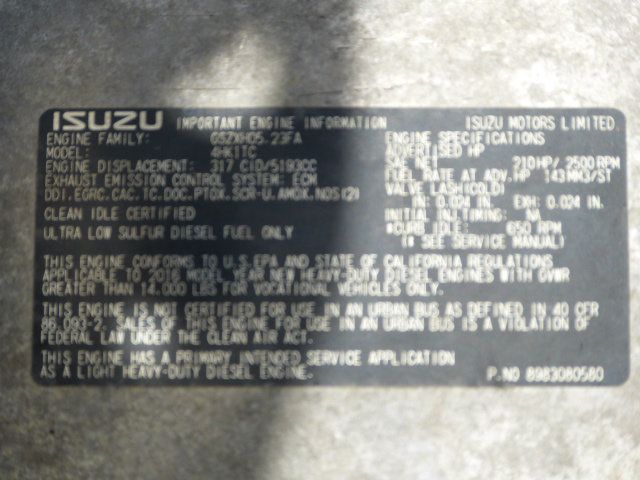 ISUZU IMPORTANT ENGINE INFORMATION ISUZU MOTORS LIMITED
ENGINE FAMILY: GSZXH05.23FA
MODEL: 4HK1TC
ENGINE DISPLACEMENT: 317 CID/5193CC
EXHAUST EMISSION CONTROL SYSTEM: ECM
DDI.EGRC.CAC.TC.DOC.PTOX.SCR-U.AMOX.NOS(2)
CLEAN IDLE CERTIFIED
ULTRA LOW SULFUR DIESEL FUEL ONLY
ENGINE SPECIFICATIONS
ADVERTISED HP
SAE NET 210HP/ 2500RPM
FUEL RATE AT ADV.HP 143MM3/ST
VALVE LASH(COLD)
IN: 0.024 IN. EXH: 0.024 IN.
INITIAL INJ TIMING: NA
*CURB IDLE: 650 RPM
(* SEE SERVICE MANUAL)
THIS ENGINE CONFORMS TO U.S.EPA AND STATE OF CALIFORNIA REGULATIONS
APPLICABLE TO 2016 MODEL YEAR NEW HEAVY-DUTY DIESEL ENGINES WITH GVWR
GREATER THAN 14,000 LBS FOR VOCATIONAL VEHICLES ONLY.
THIS ENGINE IS NOT CERTIFIED FOR USE IN AN URBAN BUS AS DEFINED IN 40 CFR
86.093-2. SALES OF THIS ENGINE FOR USE IN AN URBAN BUS IS A VIOLATION OF
FEDERAL LAW UNDER THE CLEAN AIR ACT.
THIS ENGINE HAS A PRIMARY INTENDED SERVICE APPLICATION
AS A LIGHT HEAVY-DUTY DIESEL ENGINE. P.NO 8983080580